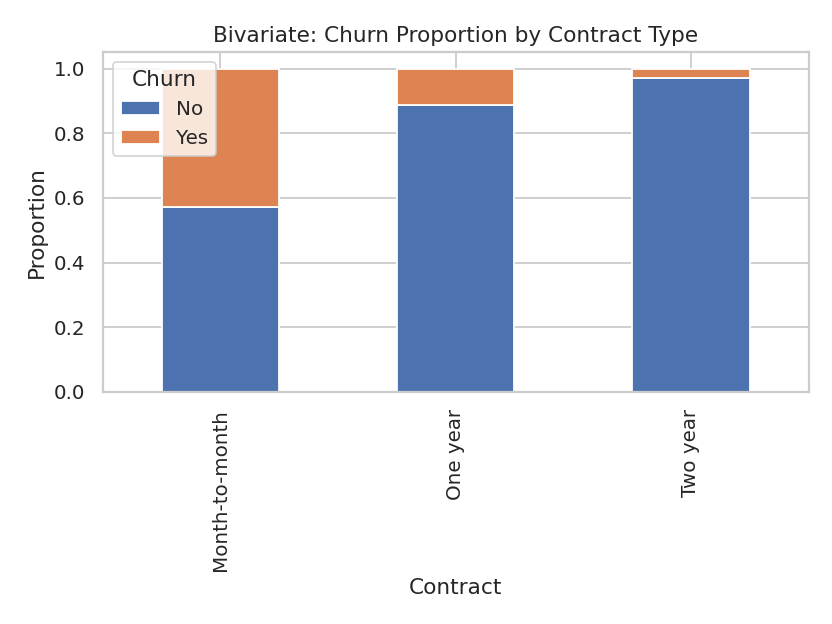 Bivariate: Churn Proportion by Contract Type
Churn
No
Yes
Proportion
1.0
0.8
0.6
0.4
0.2
0.0
Month-to-month
One year
Two year
Contract